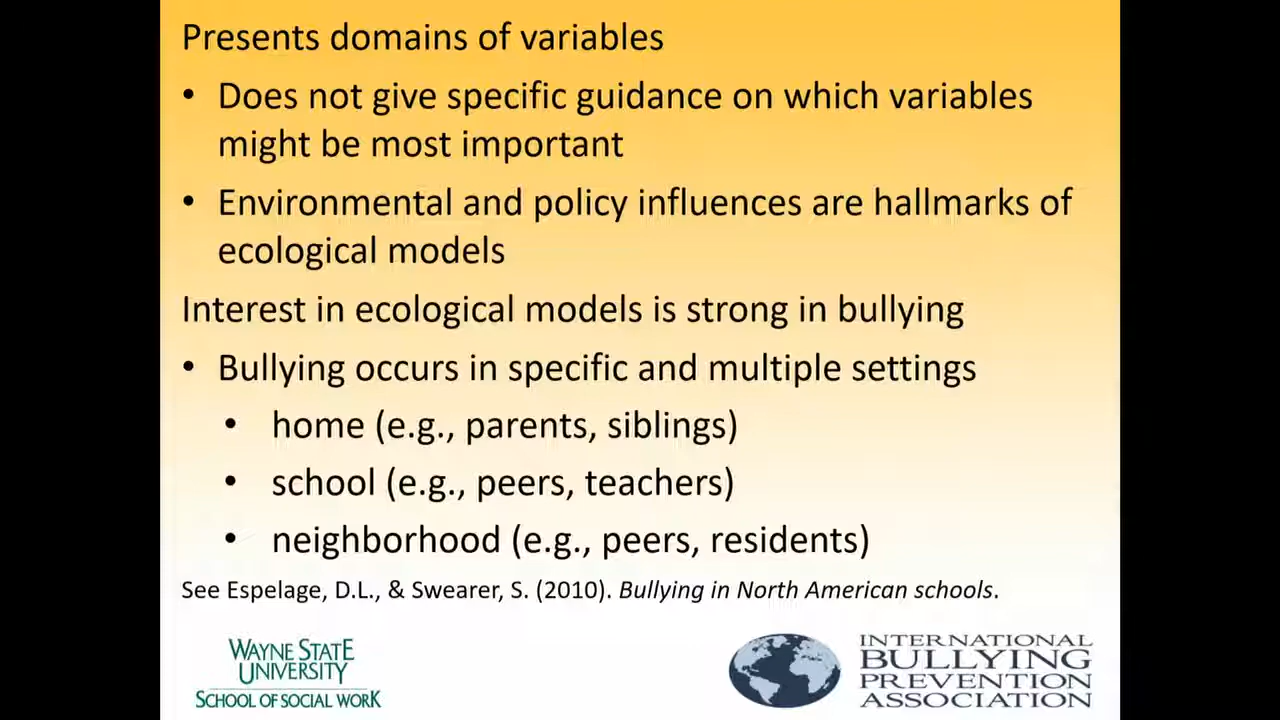 Presents domains of variables
• Does not give specific guidance on which variables
might be most important
• Environmental and policy influences are hallmarks of
ecological models
Interest in ecological models is strong in bullying
• Bullying occurs in specific and multiple settings
• home (e.g., parents, siblings)
• school (e.g., peers, teachers)
• neighborhood (e.g., peers, residents)
See Espelage, D.L., & Swearer, S. (2010). Bullying in North American schools.
WAYNE STATE
UNIVERSITY
SCHOOL OF SOCIAL WORK
INTERNATIONAL
BULLYING
PREVENTION
ASSOCIATION